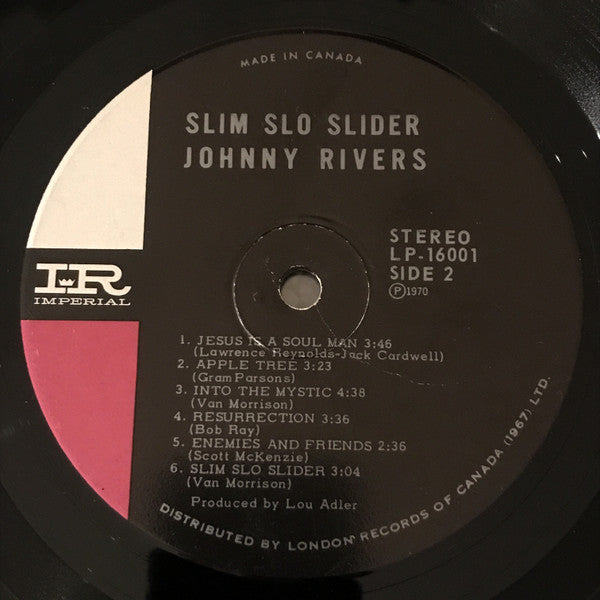 MADE IN CANADA
SLIM SLO SLIDER
JOHNNY RIVERS
STEREO
LP-16001
SIDE 2
Ⓟ1970
IR
IMPERIAL
1. JESUS IS A SOUL MAN 3:46
(Lawrence Reynolds-Jack Cardwell)
2. APPLE TREE 3:23
(Gram Parsons)
3. INTO THE MYSTIC 4:38
(Van Morrison)
4. RESURRECTION 3:36
(Bob Ray)
5. ENEMIES AND FRIENDS 2:36
(Scott McKenzie)
6. SLIM SLO SLIDER 3:04
(Van Morrison)
Produced by Lou Adler
DISTRIBUTED BY LONDON RECORDS OF CANADA (1967) LTD.